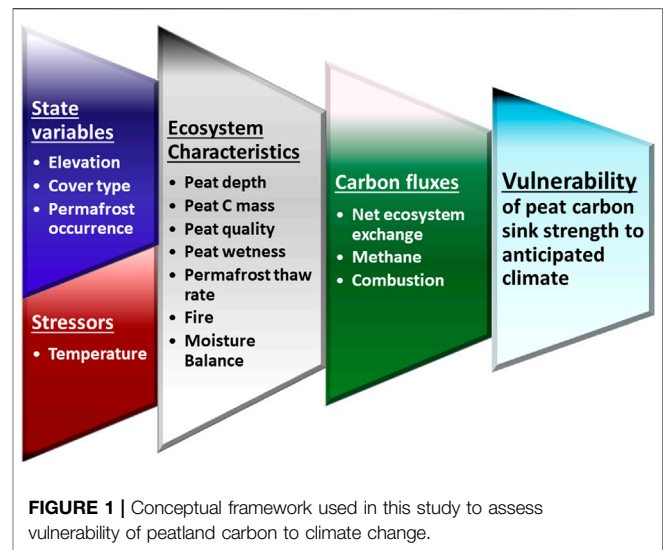 State
variables
• Elevation
• Cover type
• Permafrost
occurrence
Stressors
• Temperature
Ecosystem
Characteristics
• Peat depth
• Peat C mass
• Peat quality
• Peat wetness
• Permafrost thaw
rate
• Fire
• Moisture
Balance
Carbon fluxes
• Net ecosystem
exchange
• Methane
• Combustion
Vulnerability
of peat carbon
sink strength to
anticipated
climate
FIGURE 1 | Conceptual framework used in this study to assess
vulnerability of peatland carbon to climate change.